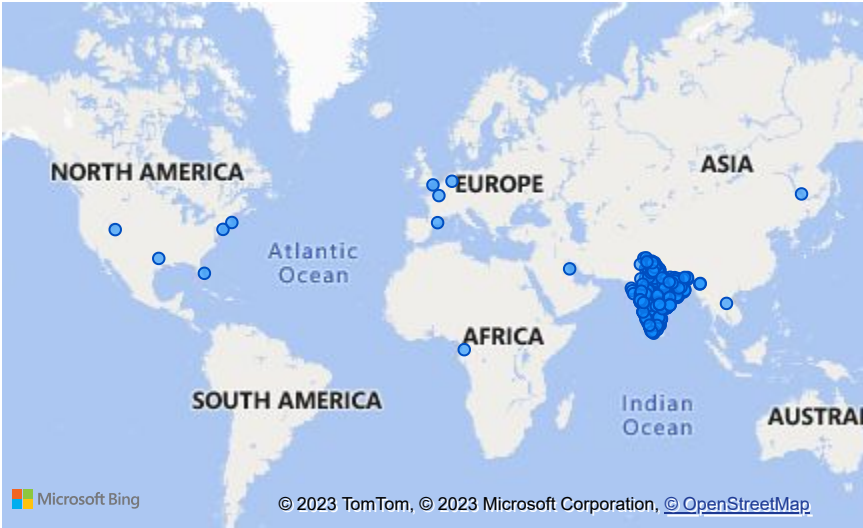 NORTH AMERICA
EUROPE
ASIA
Atlantic
Ocean
AFRICA
SOUTH AMERICA
Indian
Ocean
AUSTRA
Microsoft Bing
© 2023 TomTom, © 2023 Microsoft Corporation, © OpenStreetMap